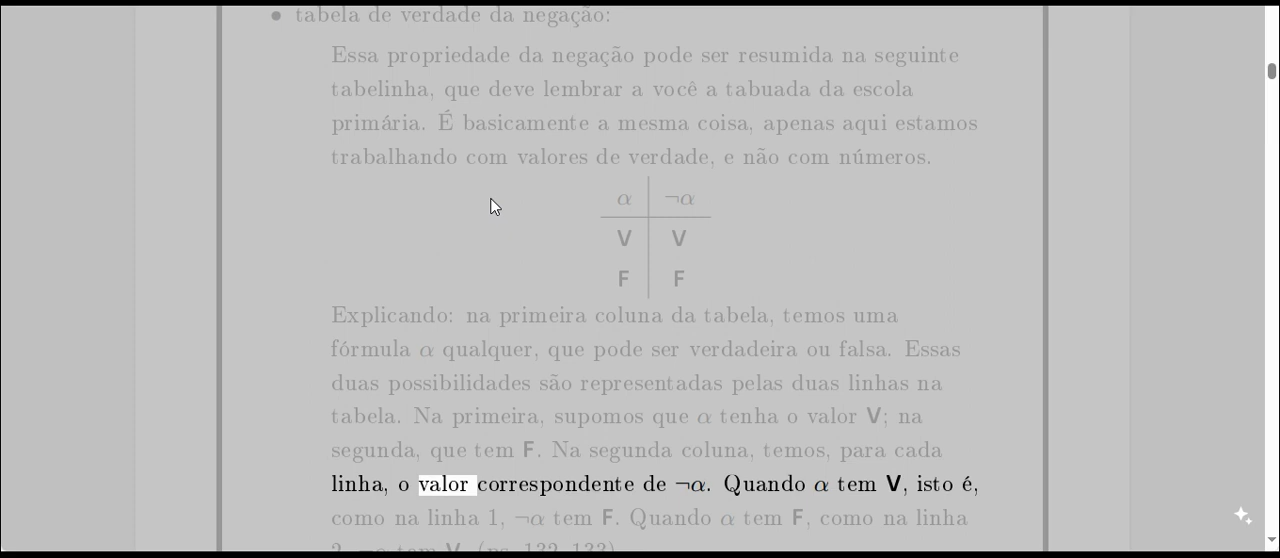 • tabela de verdade da negação:
Essa propriedade da negação pode ser resumida na seguinte
tabelinha, que deve lembrar a você a tabuada da escola
primária. É basicamente a mesma coisa, apenas aqui estamos
trabalhando com valores de verdade, e não com números.
α ¬α
V V
F F
Explicando: na primeira coluna da tabela, temos uma
fórmula α qualquer, que pode ser verdadeira ou falsa. Essas
duas possibilidades são representadas pelas duas linhas na
tabela. Na primeira, supomos que α tenha o valor V; na
segunda, que tem F. Na segunda coluna, temos, para cada
linha, o valor correspondente de ¬α. Quando α tem V, isto é,
como na linha 1, ¬α tem F. Quando α tem F, como na linha
2, ¬α tem V. (ps. 132-133)